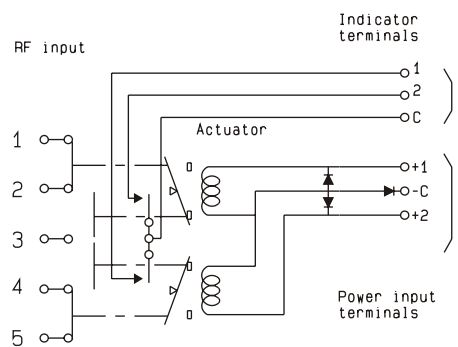 Indicator
terminals
RF input
1
2
C
Actuator
1
2
3
4
5
+1
-C
+2
Power input
terminals